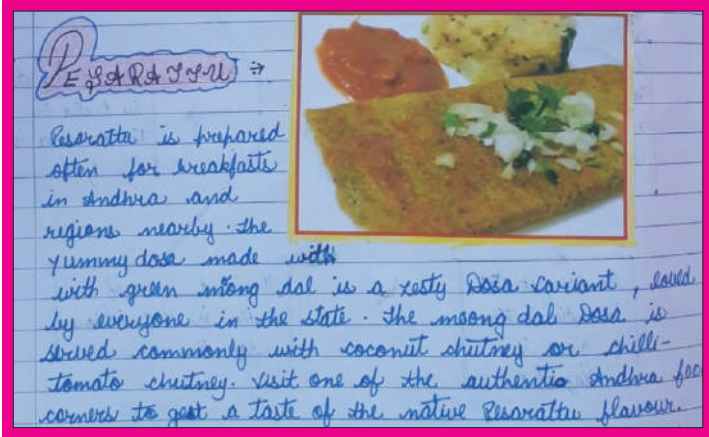 PESARATTU ⇒
Pesaratta is prepared
often for breakfasts
in Andhra and
regions nearby. The
yummy dosa made with
with green mong dal is a zesty Dosa variant, loved
by everyone in the state. The moong dal Dosa is
served commonly with coconut chutney or chilli-
tomato chutney. Visit one of the authentic Andhra
corners to get a taste of the native Pesarattu flavour.